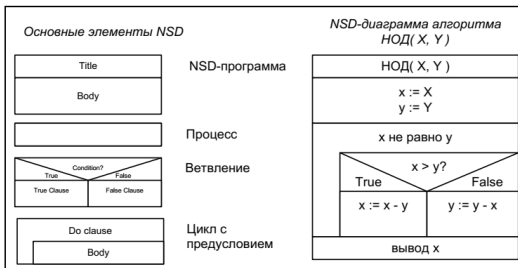 Основные элементы NSD
Title
Body
NSD-программа
Процесс
Condition?
True
False
True Clause
False Clause
Ветвление
Do clause
Body
Цикл с
предусловием
NSD-диаграмма алгоритма
НОД( X, Y )
НОД( X, Y )
x := X
y := Y
x не равно y
x > y?
True
False
x := x - y
y := y - x
вывод x